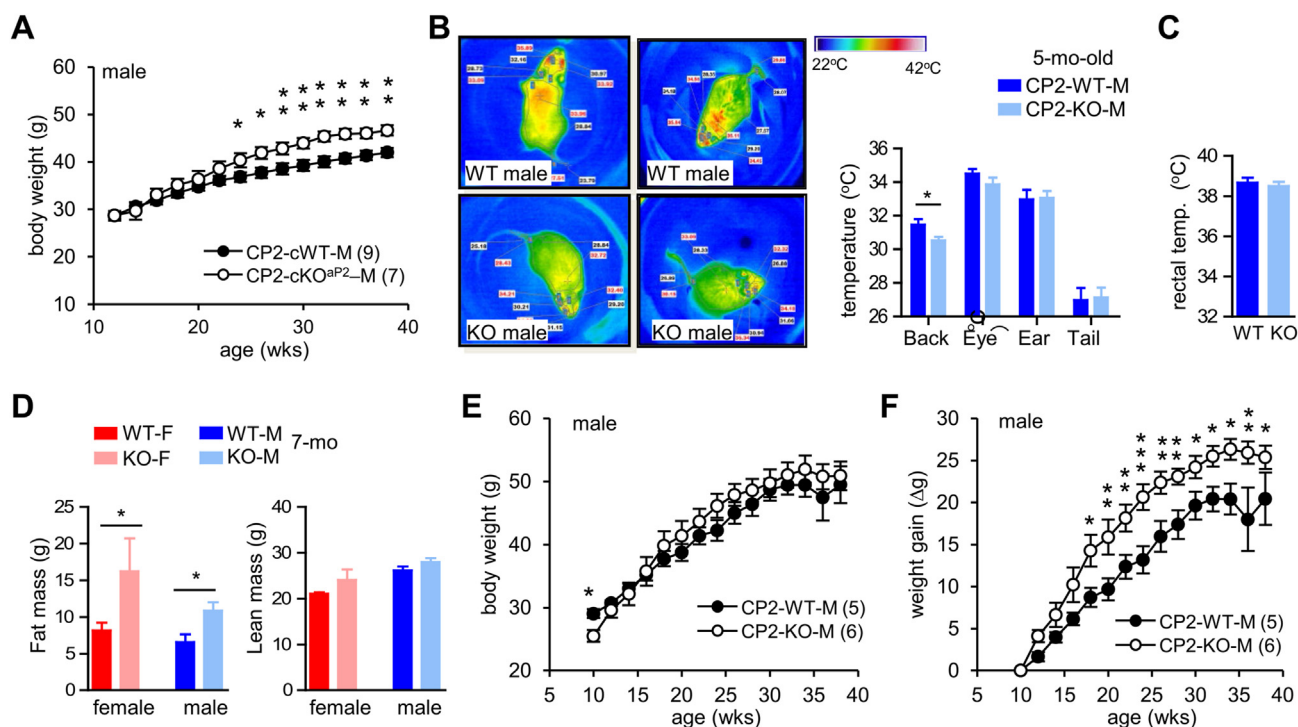 A
male
body weight (g)
60
50
40
30
20
10
* * * * * * * *
* * * * * *
CP2-cWT-M (9)
CP2-cKOaP2–M (7)
10 20 30 40
age (wks)
B
WT male
WT male
KO male
KO male
22oC
42oC
5-mo-old
CP2-WT-M
CP2-KO-M
temperature (oC)
36
34
32
30
28
26
*
Back Eye Ear Tail
oC)
C
rectal temp. (oC)
40
38
36
34
32
WT KO
D
WT-F
KO-F
WT-M
KO-M
7-mo
Fat mass (g)
25
20
15
10
5
0
*
*
female male
Lean mass (g)
40
30
20
10
0
female male
E
male
body weight (g)
60
50
40
30
20
*
CP2-WT-M (5)
CP2-KO-M (6)
5 10 15 20 25 30 35 40
age (wks)
F
male
weight gain (Δg)
30
25
20
15
10
5
0
* ** ** *** ** ** * * * ** *
CP2-WT-M (5)
CP2-KO-M (6)
5 10 15 20 25 30 35 40
age (wks)